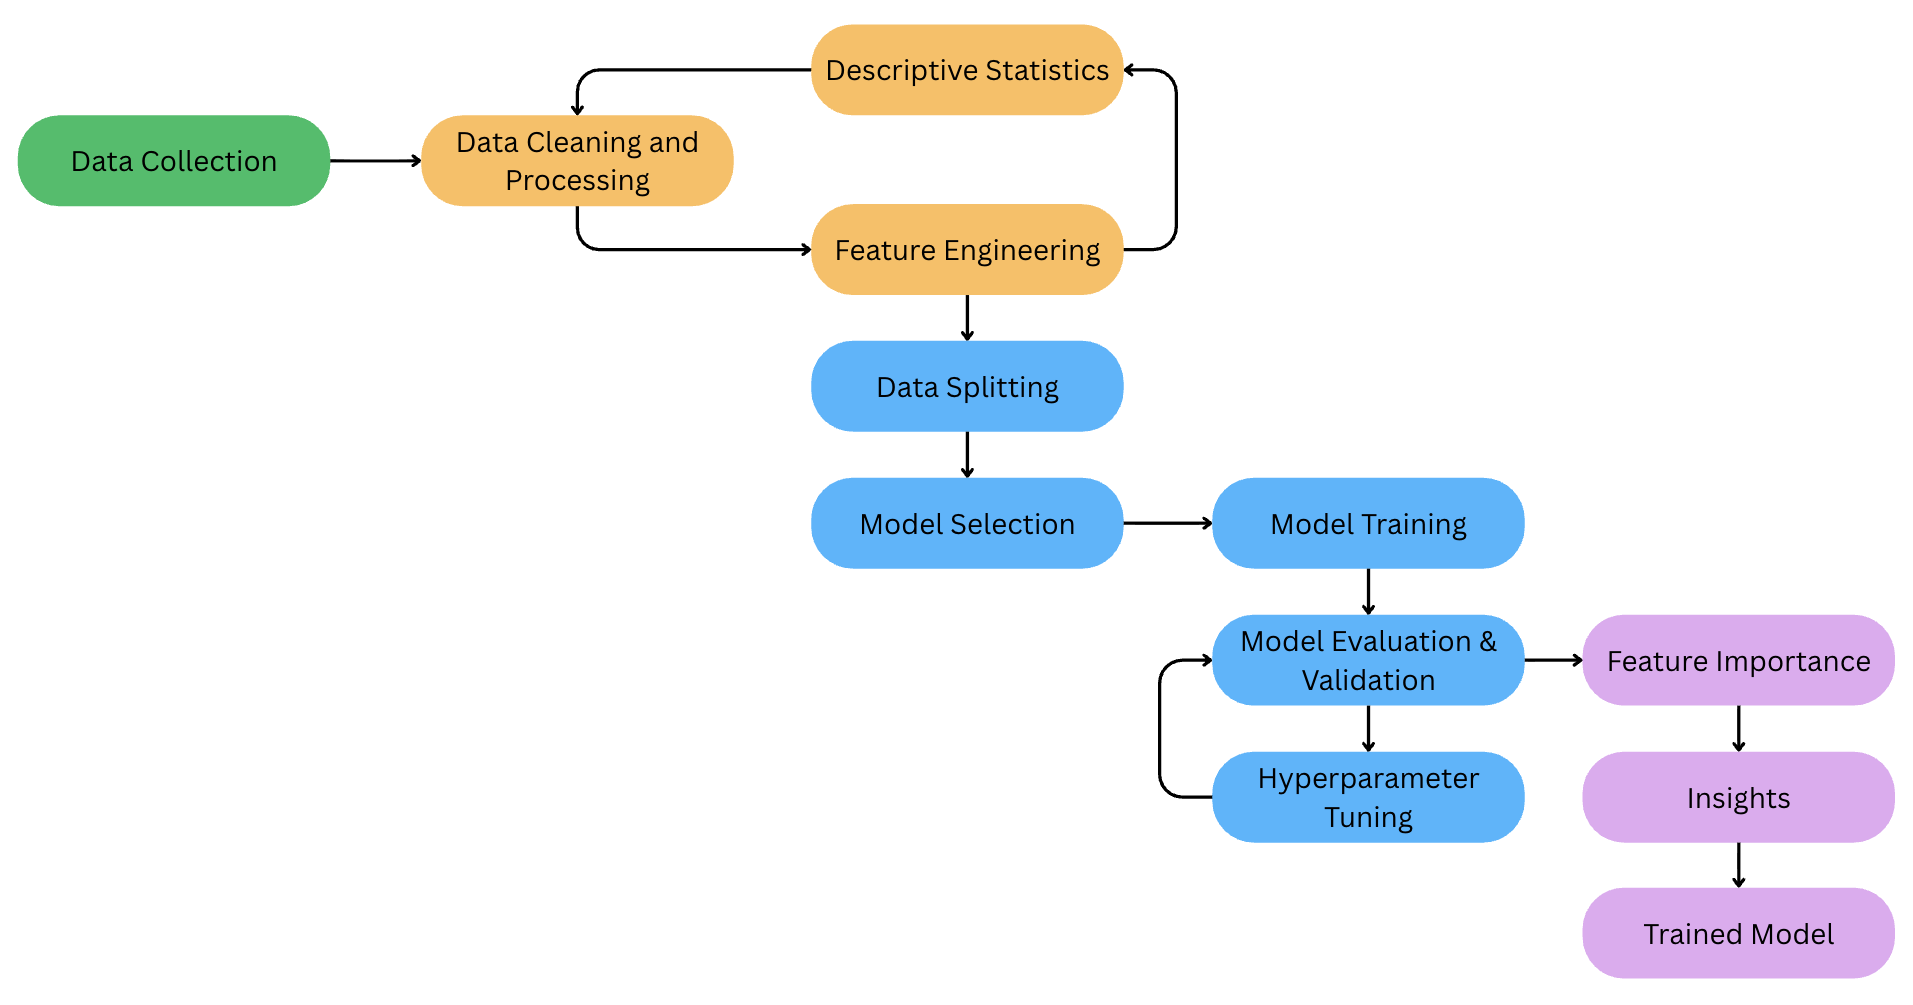 Descriptive Statistics
Data Collection
Data Cleaning and
Processing
Feature Engineering
Data Splitting
Model Selection
Model Training
Model Evaluation &
Validation
Feature Importance
Hyperparameter
Tuning
Insights
Trained Model